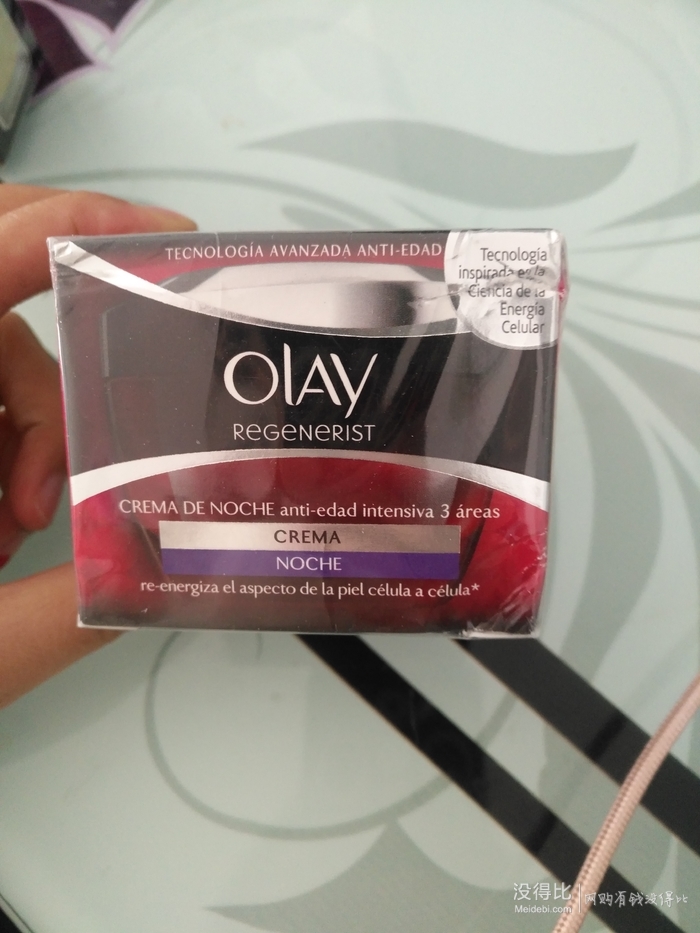 TECNOLOGÍA AVANZADA ANTI-EDAD
Tecnología
inspirada en la
Ciencia de la
Energía
Celular
OLAY
REGENERIST
CREMA DE NOCHE anti-edad intensiva 3 áreas
CREMA
NOCHE
re-energiza el aspecto de la piel célula a célula*
没得比
Meidebi.com
网购有钱没得比